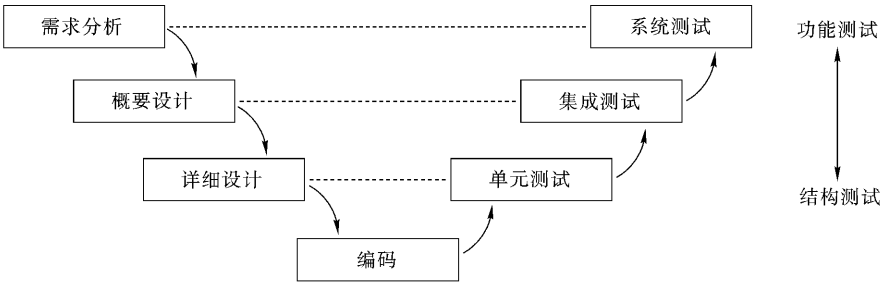 需求分析
系统测试
功能测试
概要设计
集成测试
详细设计
单元测试
结构测试
编码